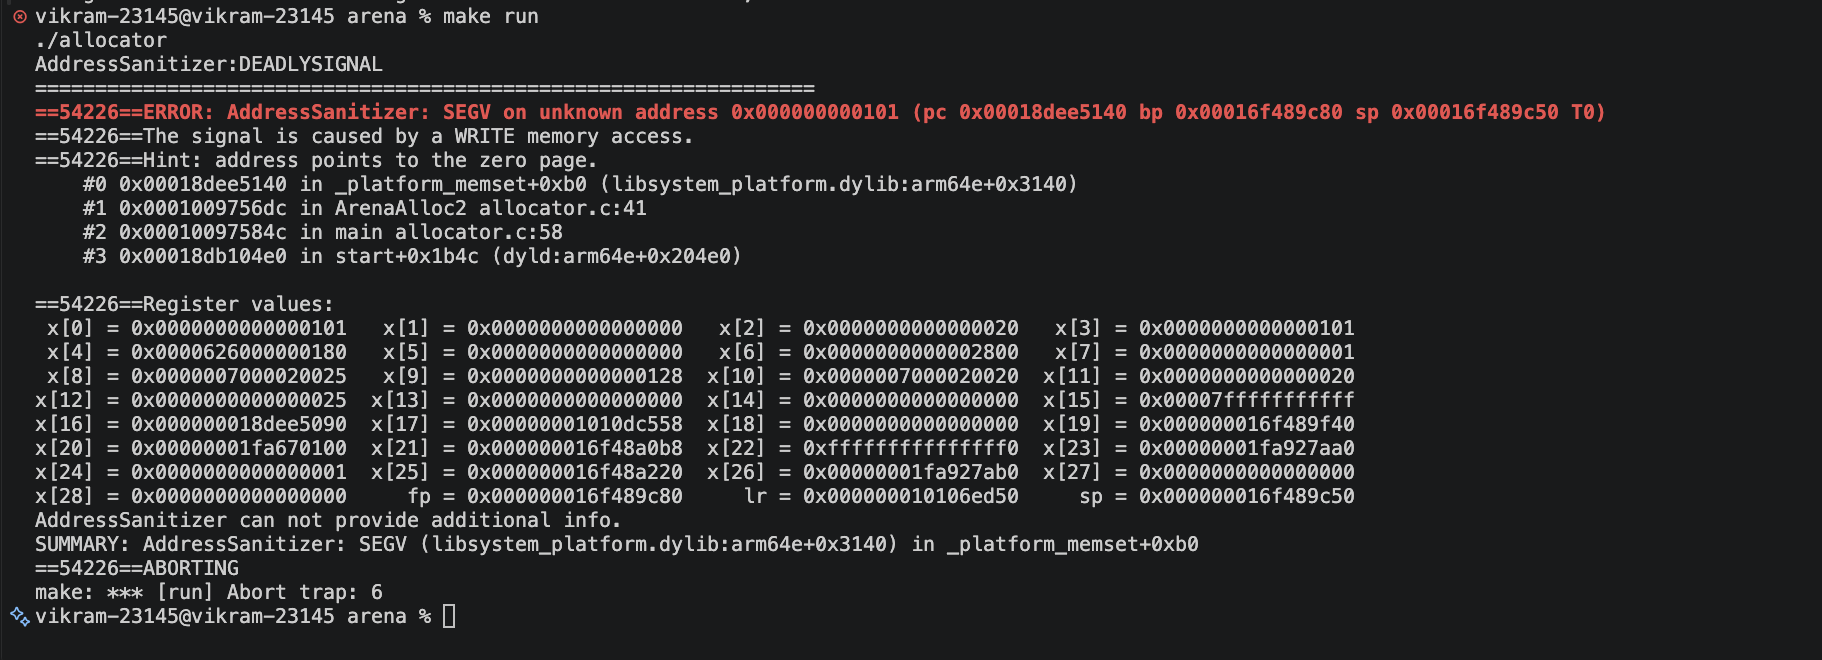 vikram-23145@vikram-23145 arena % make run
./allocator
AddressSanitizer:DEADLYSIGNAL
=================================================================
==54226==ERROR: AddressSanitizer: SEGV on unknown address 0x000000000101 (pc 0x00018dee5140 bp 0x00016f489c80 sp 0x00016f489c50 T0)
==54226==The signal is caused by a WRITE memory access.
==54226==Hint: address points to the zero page.
    #0 0x00018dee5140 in _platform_memset+0xb0 (libsystem_platform.dylib:arm64e+0x3140)
    #1 0x0001009756dc in ArenaAlloc2 allocator.c:41
    #2 0x00010097584c in main allocator.c:58
    #3 0x00018db104e0 in start+0x1b4c (dyld:arm64e+0x204e0)

==54226==Register values:
 x[0] = 0x0000000000000101   x[1] = 0x0000000000000000   x[2] = 0x0000000000000020   x[3] = 0x0000000000000101
 x[4] = 0x0000626000000180   x[5] = 0x0000000000000000   x[6] = 0x0000000000002800   x[7] = 0x0000000000000001
 x[8] = 0x0000007000020025   x[9] = 0x0000000000000128  x[10] = 0x0000007000020020  x[11] = 0x0000000000000020
x[12] = 0x0000000000000025  x[13] = 0x0000000000000000  x[14] = 0x0000000000000000  x[15] = 0x00007fffffffffff
x[16] = 0x000000018dee5090  x[17] = 0x00000001010dc558  x[18] = 0x0000000000000000  x[19] = 0x000000016f489f40
x[20] = 0x00000001fa670100  x[21] = 0x000000016f48a0b8  x[22] = 0xfffffffffffffff0  x[23] = 0x00000001fa927aa0
x[24] = 0x0000000000000001  x[25] = 0x000000016f48a220  x[26] = 0x00000001fa927ab0  x[27] = 0x0000000000000000
x[28] = 0x0000000000000000     fp = 0x000000016f489c80     lr = 0x000000010106ed50     sp = 0x000000016f489c50
AddressSanitizer can not provide additional info.
SUMMARY: AddressSanitizer: SEGV (libsystem_platform.dylib:arm64e+0x3140) in _platform_memset+0xb0
==54226==ABORTING
make: *** [run] Abort trap: 6
vikram-23145@vikram-23145 arena %